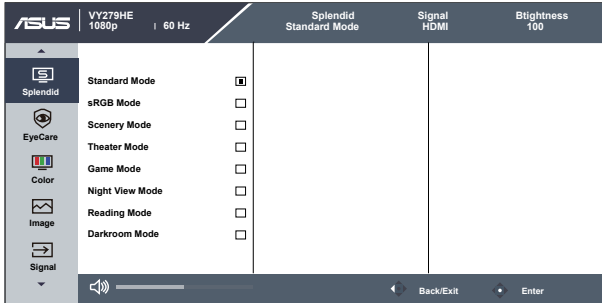 ASUS
VY279HE
1080p | 60 Hz
Splendid
Standard Mode
Signal
HDMI
Btightness
100
Splendid
EyeCare
Color
Image
Signal
Standard Mode
sRGB Mode
Scenery Mode
Theater Mode
Game Mode
Night View Mode
Reading Mode
Darkroom Mode
Back/Exit
Enter